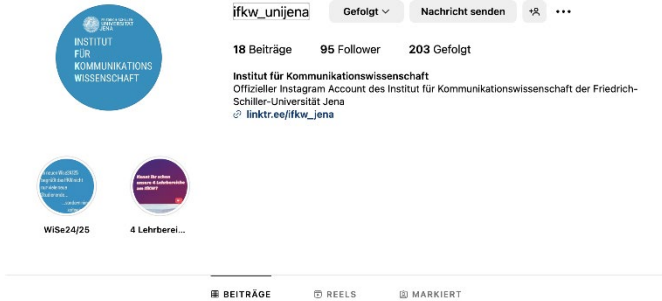 ifkw_unijena Gefolgt Nachricht senden
INSTITUT
FÜR
KOMMUNIKATIONS
WISSENSCHAFT
18 Beiträge 95 Follower 203 Gefolgt
Institut für Kommunikationswissenschaft
Offizieller Instagram Account des Institut für Kommunikationswissenschaft der Friedrich-
Schiller-Universität Jena
linktr.ee/ifkw_jena
WiSe24/25 4 Lehrberei...
BEITRÄGE REELS MARKIERT